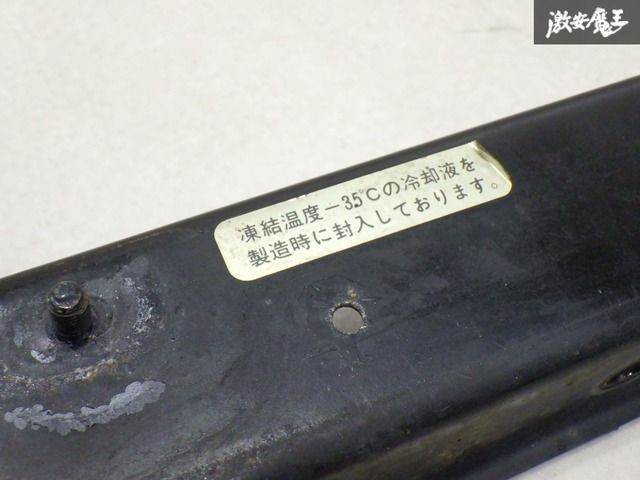 激安魔王
凍結温度－35℃の冷却液を
製造時に封入しております。